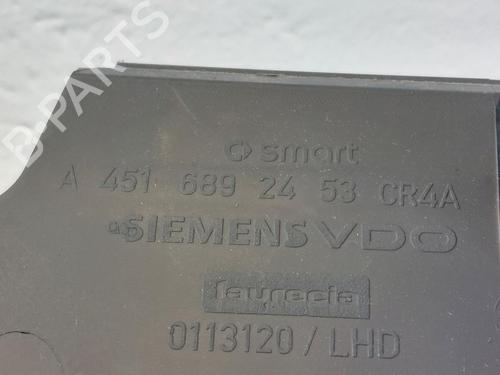 smart
A 451 689 24 53 CR4A
SIEMENS VDO
faurecia
0113120 / LHD
B-PARTS